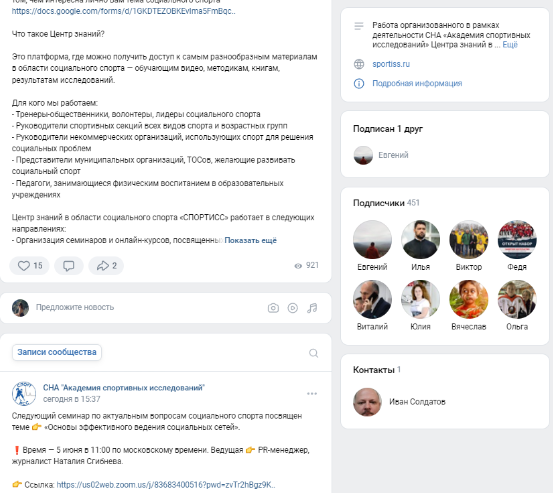 том, чем интересна лично вам тема социального спорта
https://docs.google.com/forms/d/1GKDTEZOBKEvlma5FmBqc..
Что такое Центр знаний?
Это платформа, где можно получить доступ к самым разнообразным материалам
в области социального спорта — обучающим видео, методикам, книгам,
результатам исследований.
Для кого мы работаем:
- Тренеры-общественники, волонтеры, лидеры социального спорта
- Руководители спортивных секций всех видов спорта и возрастных групп
- Руководители некоммерческих организаций, использующих спорт для решения
социальных проблем
- Представители муниципальных организаций, ТОСов, желающие развивать
социальный спорт
- Педагоги, занимающиеся физическим воспитанием в образовательных
учреждениях
Центр знаний в области социального спорта «СПОРТИСС» работает в следующих
направлениях:
- Организация семинаров и онлайн-курсов, посвященны Показать ещё
15 2 921
Предложите новость
Записи сообщества
СНА "Академия спортивных исследований"
сегодня в 15:37
Следующий семинар по актуальным вопросам социального спорта посвящен
теме 👉 «Основы эффективного ведения социальных сетей».
❗ Время — 5 июня в 11:00 по московскому времени. Ведущая 👉 PR-менеджер,
журналист Наталия Сгибнева.
👉 Ссылка: https://us02web.zoom.us/j/83683400516?pwd=zvTr2hBgz9K..
Работа организованного в рамках
деятельности СНА «Академия спортивных
исследований» Центра знаний в ... Ещё
sportiss.ru
Подробная информация
Подписан 1 друг
Евгений
Подписчики 451
Евгений Илья Виктор Федя
ОТКРЫТ НАБОР
Виталий Юлия Вячеслав Ольга
Контакты 1
Иван Солдатов